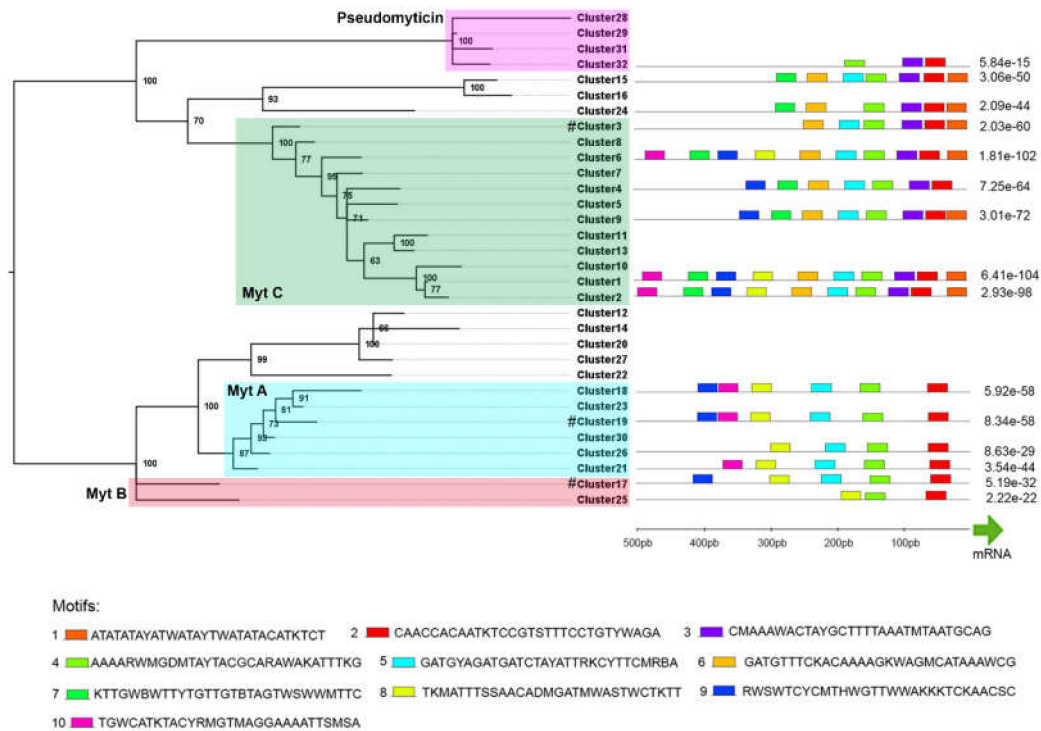 Pseudomyticin
Cluster28
Cluster29
100
Cluster31
Cluster32
5.84e-15
100
Cluster15
3.06e-50
100
Cluster16
93
Cluster24
2.09e-44
70
#Cluster3
2.03e-60
100
Cluster8
77
Cluster6
1.81e-102
95
Cluster7
76
Cluster4
7.25e-64
Cluster5
71
Cluster9
3.01e-72
Cluster11
100
Cluster13
63
Cluster10
100
Cluster1
6.41e-104
77
Myt C
Cluster2
2.93e-98
Cluster12
66
Cluster14
100
Cluster20
99
Cluster27
Cluster22
Myt A
Cluster18
5.92e-58
91
81
Cluster23
100
73
#Cluster19
8.34e-58
93
Cluster30
87
Cluster26
8.63e-29
100
Cluster21
3.54e-44
#Cluster17
5.19e-32
Myt B
Cluster25
2.22e-22
500pb 400pb 300pb 200pb 100pb
mRNA
Motifs:
1 ATATATAYATWATAYTWATATACATKTCT 2 CAACCACAATKTCCGTSTTTCCTGTYWAGA 3 CMAAAWACTAYGCTTTTAAATMTAATGCAG
4 AAAARWMGDMTAYTACGCARAWAKATTTKG 5 GATGYAGATGATCTAYATTRKCYTTCMRBA 6 GATGTTTCKACAAAAGKWAGMCATAAAWCG
7 KTTGWBWTTYTGTTGTBTAGTWSWWMTTC 8 TKMATTTSSAACADMGATMWASTWCTKTT 9 RWSWTCYCMTHWGTTWWAKKKTCKAACSC
10 TGWCATKTACYRMGTMAGGAAAATTSMSA